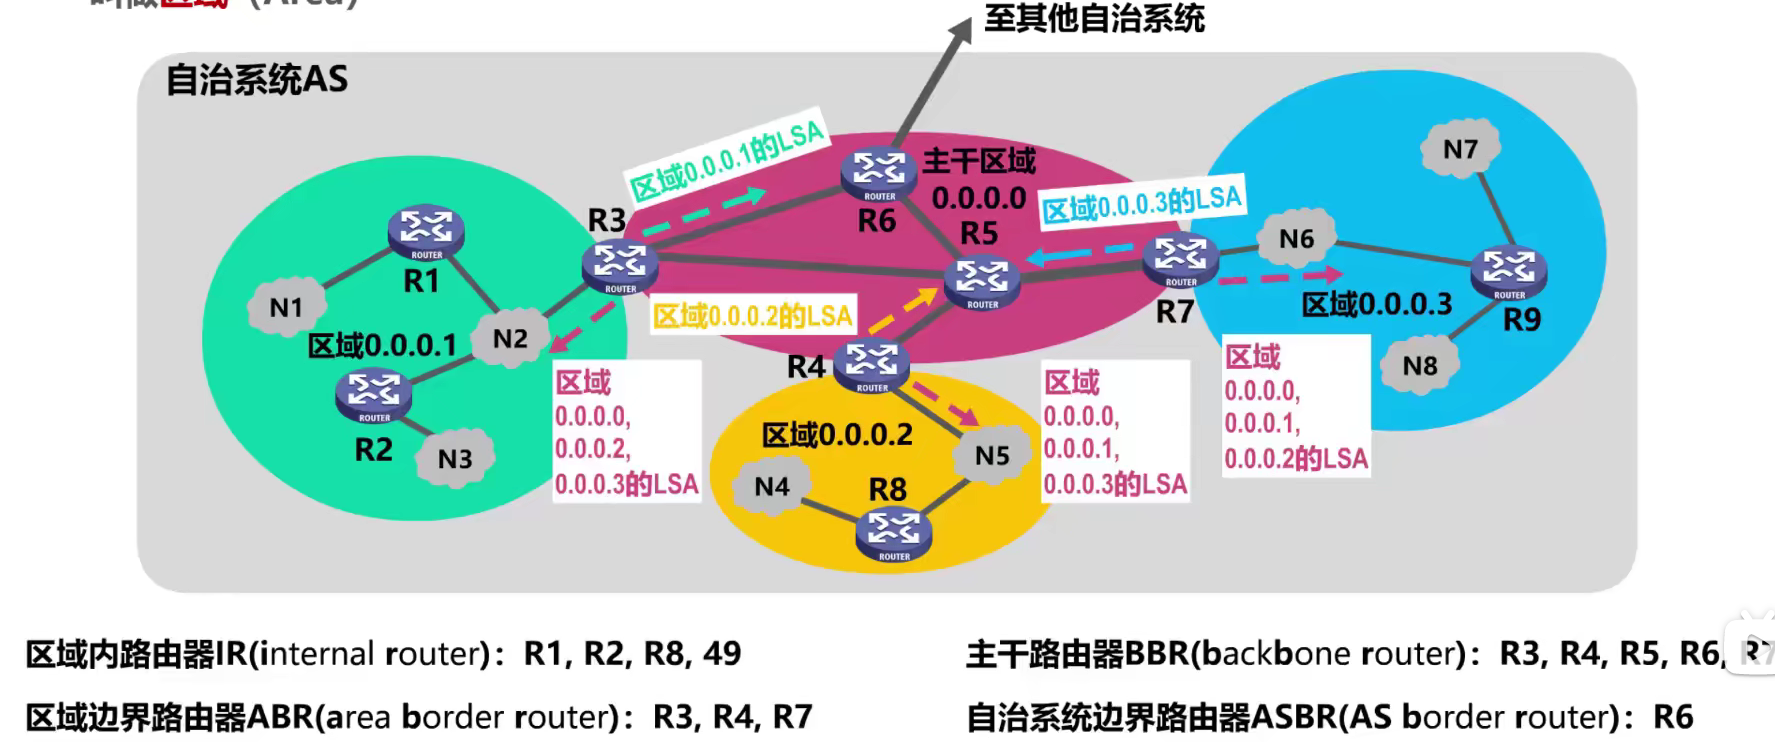 区域（Area）
至其他自治系统
自治系统AS
区域0.0.0.1的LSA
主干区域
0.0.0.0
区域0.0.0.3的LSA
N7
R3
R6
R5
N6
ROUTER
ROUTER
ROUTER
ROUTER
ROUTER
ROUTER
R1
N1
R7
区域0.0.0.3
R9
区域0.0.0.2的LSA
区域0.0.0.1
N2
R4
ROUTER
N8
区域
0.0.0.0,
0.0.0.2,
0.0.0.3的LSA
区域
0.0.0.0,
0.0.0.1,
0.0.0.3的LSA
区域
0.0.0.0,
0.0.0.1,
0.0.0.2的LSA
ROUTER
R2
N3
区域0.0.0.2
N5
N4
R8
ROUTER
区域内路由器IR(internal router)：R1, R2, R8, 49
主干路由器BBR(backbone router)：R3, R4, R5, R6, R7
区域边界路由器ABR(area border router)：R3, R4, R7
自治系统边界路由器ASBR(AS border router)：R6